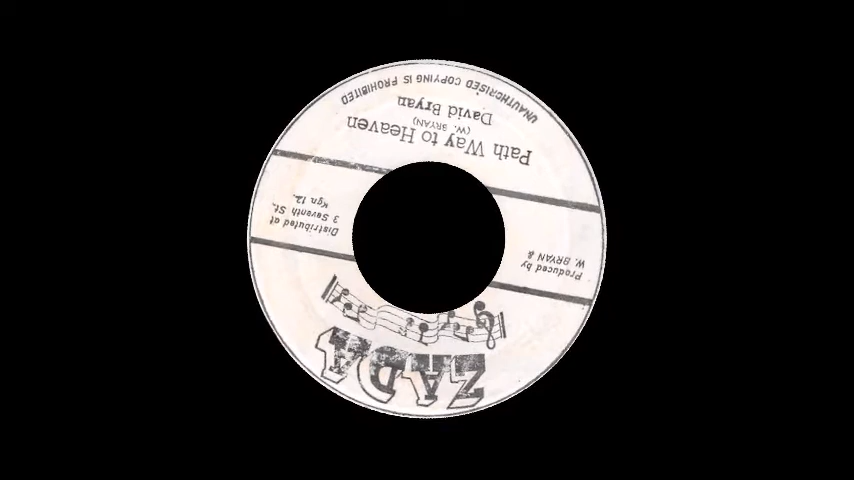 ZADA
Produced by
W. BRYAN &
Distributed at
3 Seventh St.
Kgn 12.
Path Way to Heaven
(W. BRYAN)
David Bryan
UNAUTHORISED COPYING IS PROHIBITED